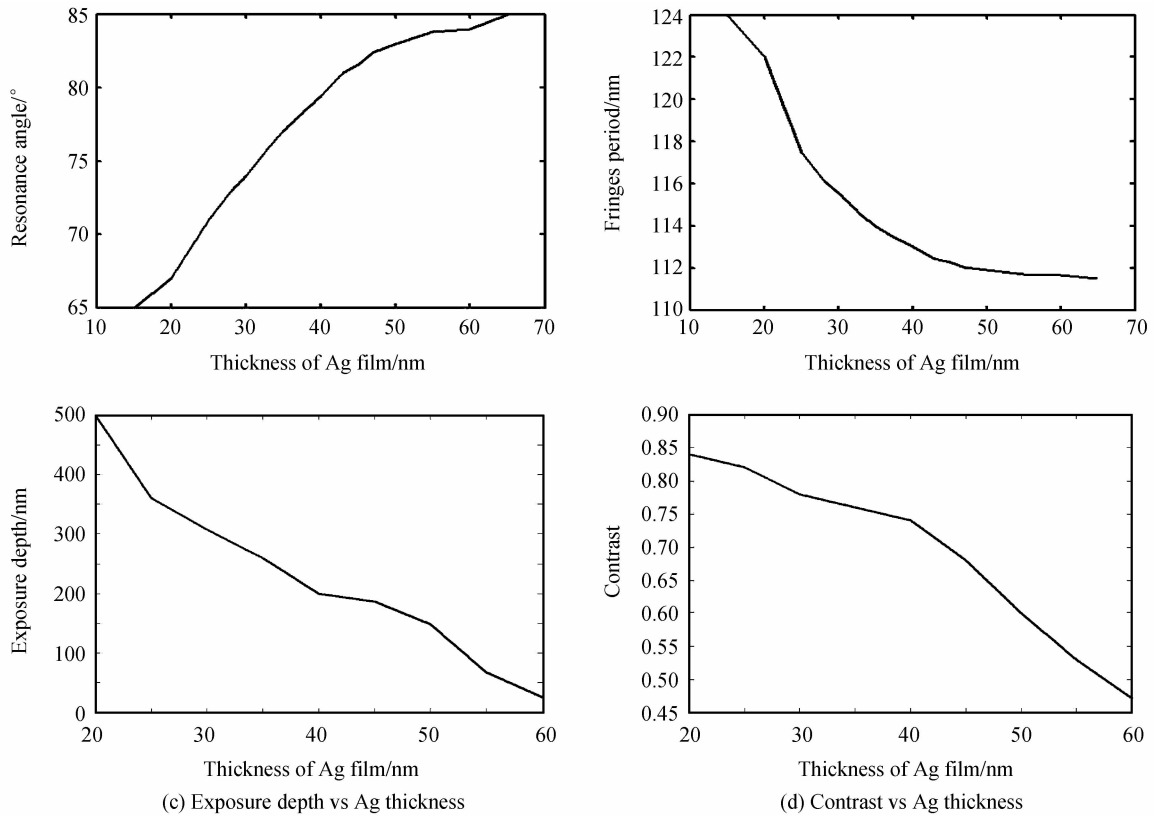 85
80
75
70
65
10 20 30 40 50 60 70
Resonance angle/°
Thickness of Ag film/nm
124
122
120
118
116
114
112
110
10 20 30 40 50 60 70
Fringes period/nm
Thickness of Ag film/nm
500
400
300
200
100
0
20 30 40 50 60
Exposure depth/nm
Thickness of Ag film/nm
(c) Exposure depth vs Ag thickness
0.90
0.85
0.80
0.75
0.70
0.65
0.60
0.55
0.50
0.45
20 30 40 50 60
Contrast
Thickness of Ag film/nm
(d) Contrast vs Ag thickness